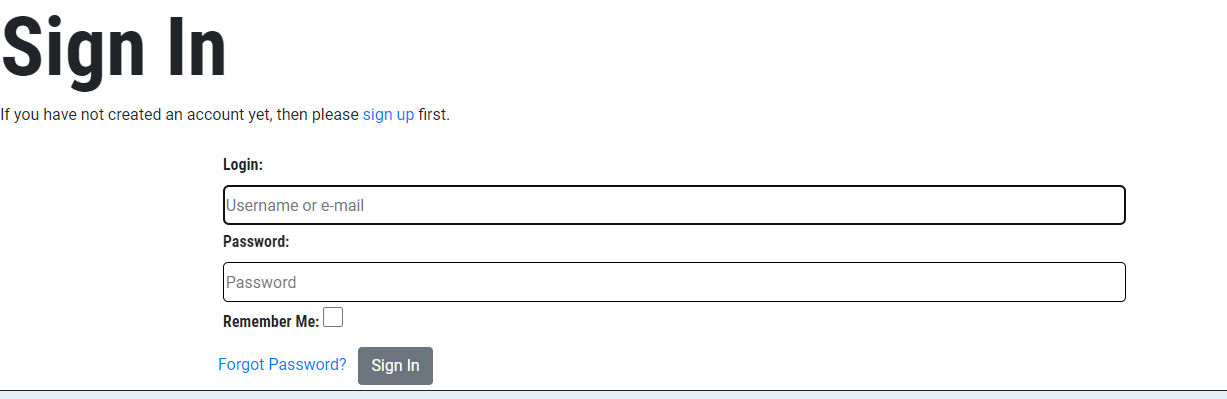 Sign In
If you have not created an account yet, then please sign up first.
Login:
Username or e-mail
Password:
Password
Remember Me:
Forgot Password? Sign In